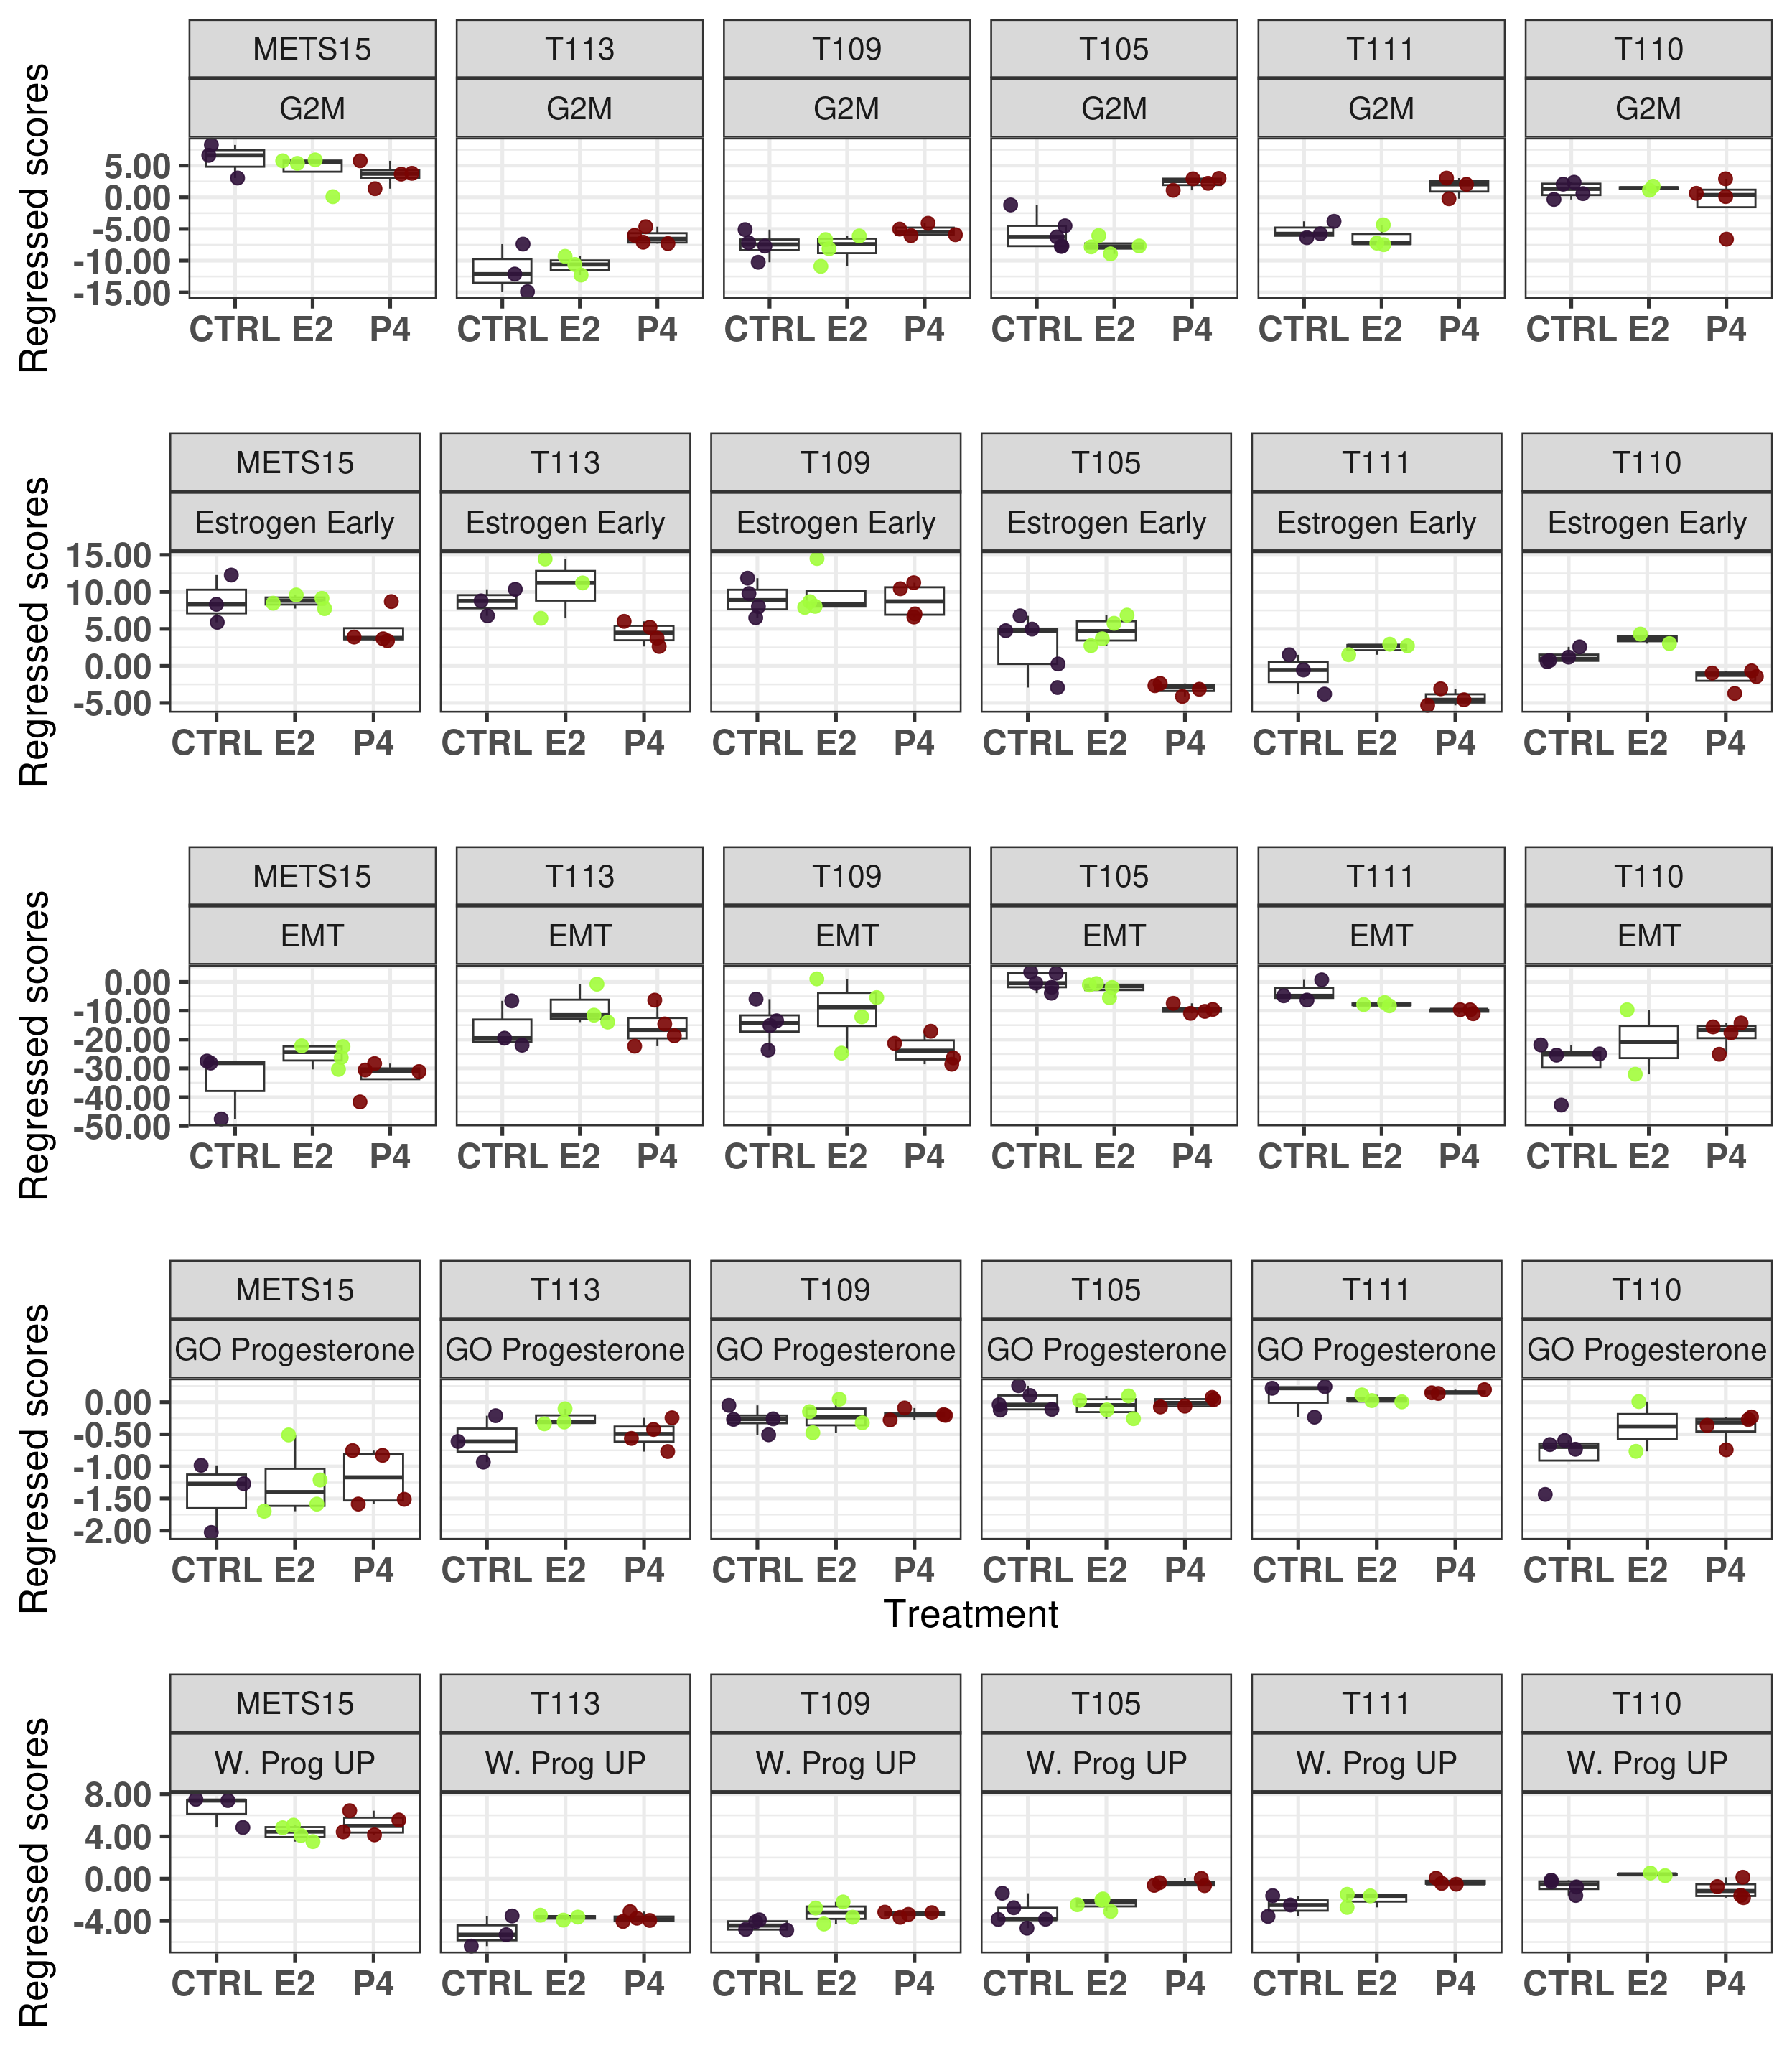 METS15 T113 T109 T105 T111 T110
G2M G2M G2M G2M G2M G2M
Regressed scores
5.00
0.00
-5.00
-10.00
-15.00
CTRL E2 P4 CTRL E2 P4 CTRL E2 P4 CTRL E2 P4 CTRL E2 P4 CTRL E2 P4
METS15 T113 T109 T105 T111 T110
Estrogen Early Estrogen Early Estrogen Early Estrogen Early Estrogen Early Estrogen Early
Regressed scores
15.00
10.00
5.00
0.00
-5.00
CTRL E2 P4 CTRL E2 P4 CTRL E2 P4 CTRL E2 P4 CTRL E2 P4 CTRL E2 P4
METS15 T113 T109 T105 T111 T110
EMT EMT EMT EMT EMT EMT
Regressed scores
0.00
-10.00
-20.00
-30.00
-40.00
-50.00
CTRL E2 P4 CTRL E2 P4 CTRL E2 P4 CTRL E2 P4 CTRL E2 P4 CTRL E2 P4
METS15 T113 T109 T105 T111 T110
GO Progesterone GO Progesterone GO Progesterone GO Progesterone GO Progesterone GO Progesterone
Regressed scores
0.00
-0.50
-1.00
-1.50
-2.00
CTRL E2 P4 CTRL E2 P4 CTRL E2 P4 CTRL E2 P4 CTRL E2 P4 CTRL E2 P4
Treatment
METS15 T113 T109 T105 T111 T110
W. Prog UP W. Prog UP W. Prog UP W. Prog UP W. Prog UP W. Prog UP
Regressed scores
8.00
4.00
0.00
-4.00
CTRL E2 P4 CTRL E2 P4 CTRL E2 P4 CTRL E2 P4 CTRL E2 P4 CTRL E2 P4